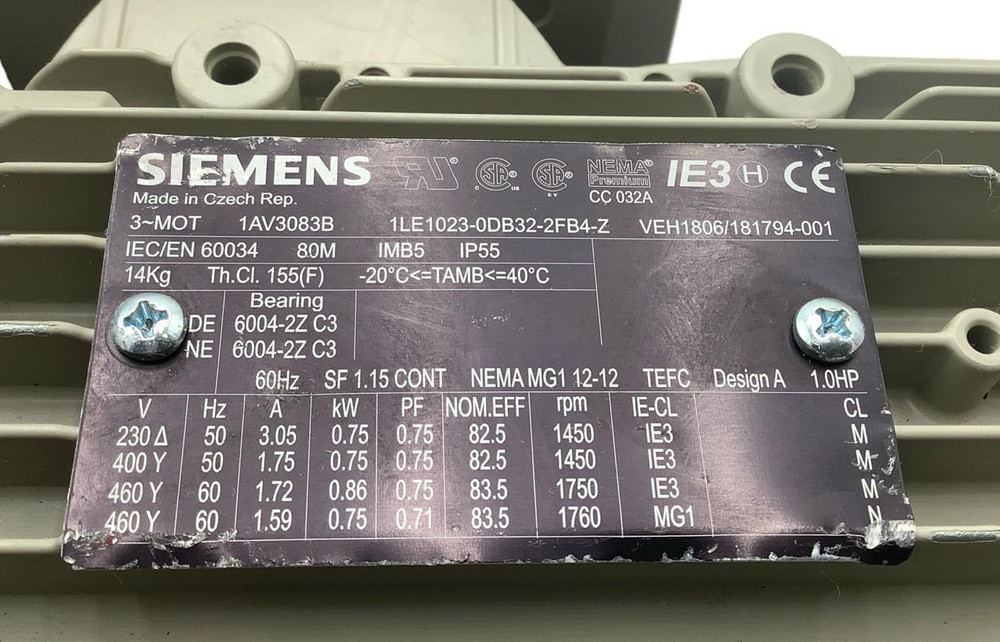 SIEMENS RU® SA C US SA EV NEMA® Premium IE3 H CE
Made in Czech Rep. CC 032A
3~MOT 1AV3083B 1LE1023-0DB32-2FB4-Z VEH1806/181794-001
IEC/EN 60034 80M IMB5 IP55
14Kg Th.Cl. 155(F) -20°C<=TAMB<=40°C
Bearing
DE 6004-2Z C3
NE 6004-2Z C3
60Hz SF 1.15 CONT NEMA MG1 12-12 TEFC Design A 1.0HP
V Hz A kW PF NOM.EFF rpm IE-CL CL
230 Δ 50 3.05 0.75 0.75 82.5 1450 IE3 M
400 Y 50 1.75 0.75 0.75 82.5 1450 IE3 M
460 Y 60 1.72 0.86 0.75 83.5 1750 IE3 M
460 Y 60 1.59 0.75 0.71 83.5 1760 MG1 N